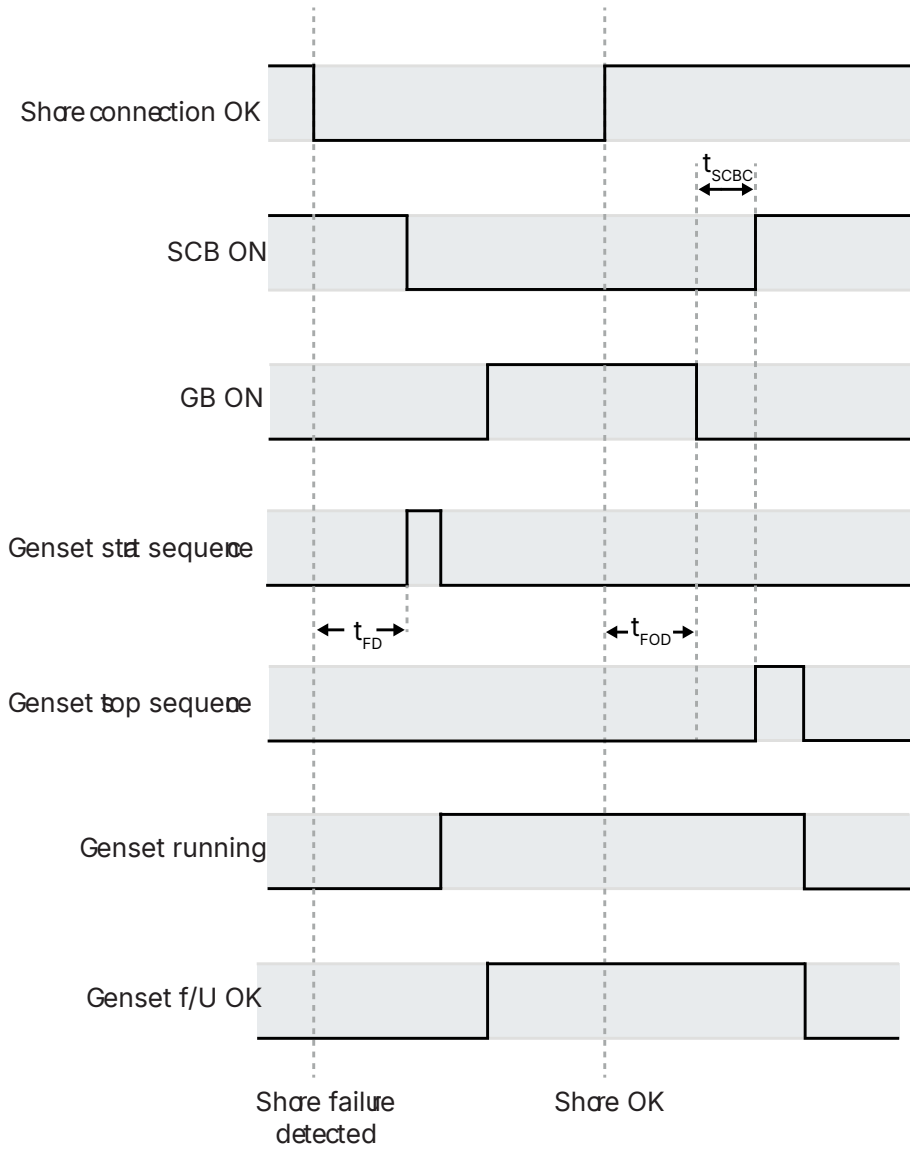 Shore connection OK
tSCBC
SCB ON
GB ON
Genset start sequence
tFD
tFOD
Genset stop sequence
Genset running
Genset f/U OK
Shore failure
detected
Shore OK